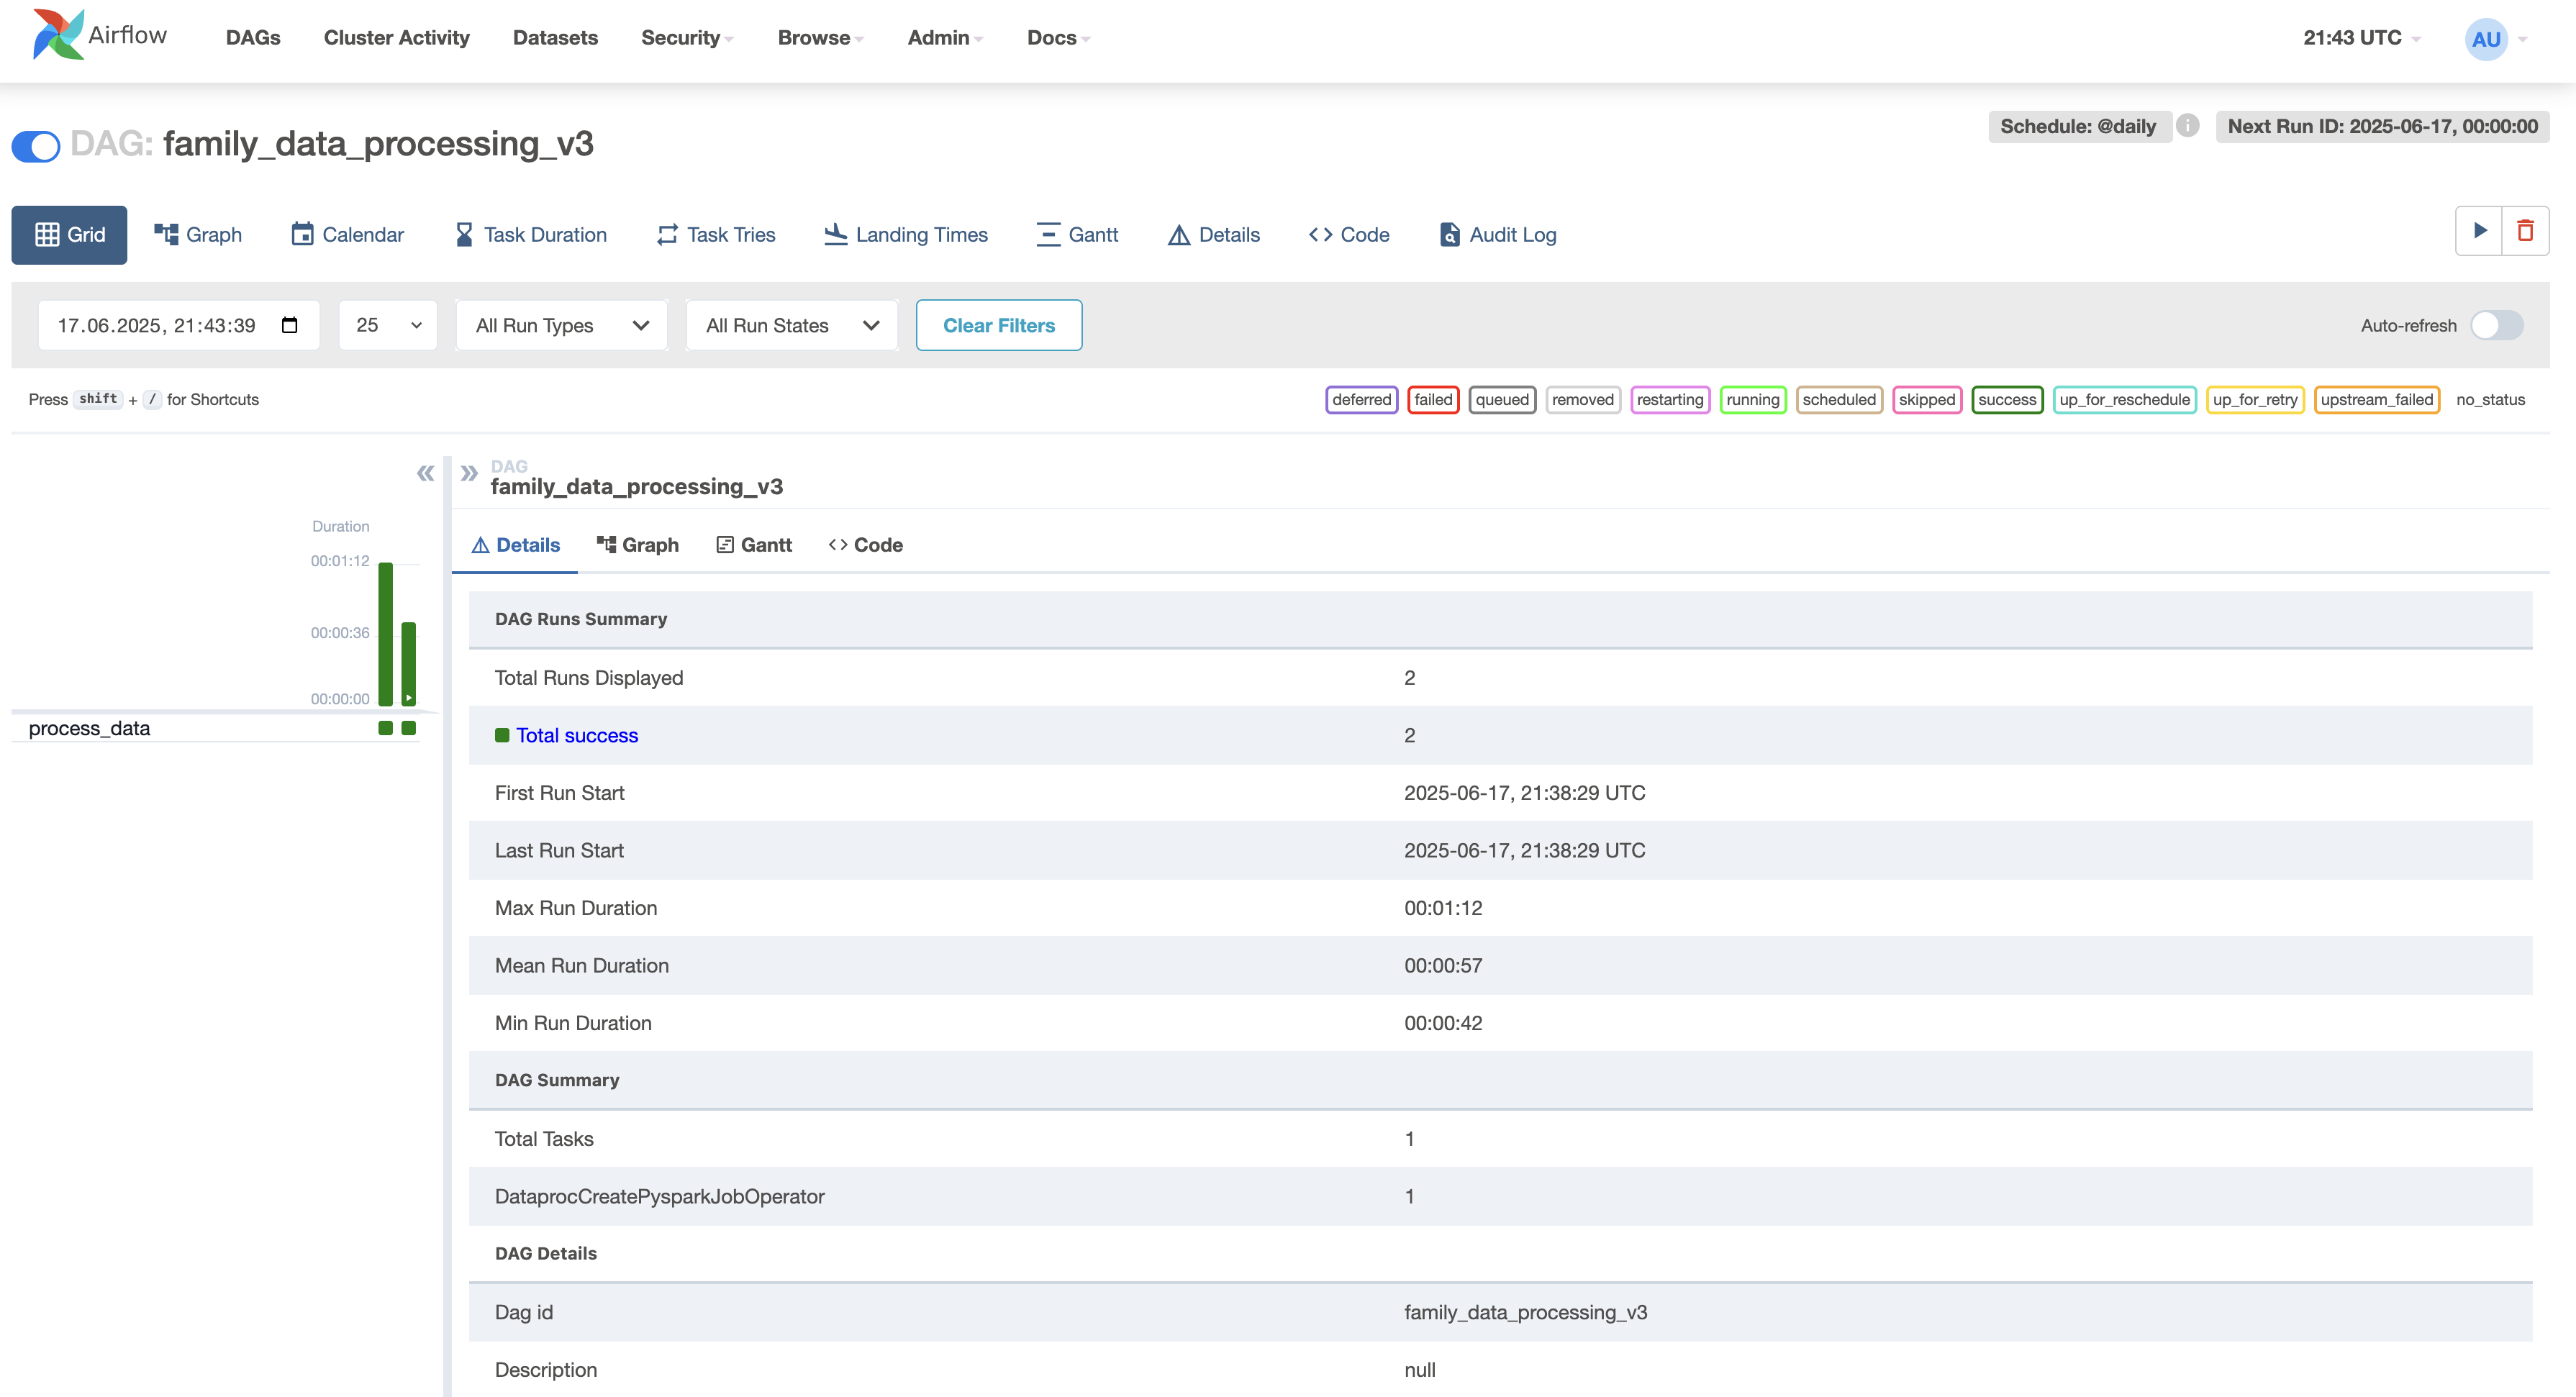 Airflow DAGs Cluster Activity Datasets Security Browse Admin Docs 21:43 UTC AU
DAG: family_data_processing_v3
Schedule: @daily i Next Run ID: 2025-06-17, 00:00:00
Grid Graph Calendar Task Duration Task Tries Landing Times Gantt Details Code Audit Log
17.06.2025, 21:43:39 25 All Run Types All Run States Clear Filters Auto-refresh
Press shift + / for Shortcuts
deferred failed queued removed restarting running scheduled skipped success up_for_reschedule up_for_retry upstream_failed no_status
Duration
00:01:12
00:00:36
00:00:00
process_data
DAG
family_data_processing_v3
Details Graph Gantt Code
DAG Runs Summary
Total Runs Displayed 2
Total success 2
First Run Start 2025-06-17, 21:38:29 UTC
Last Run Start 2025-06-17, 21:38:29 UTC
Max Run Duration 00:01:12
Mean Run Duration 00:00:57
Min Run Duration 00:00:42
DAG Summary
Total Tasks 1
DataprocCreatePysparkJobOperator 1
DAG Details
Dag id family_data_processing_v3
Description null